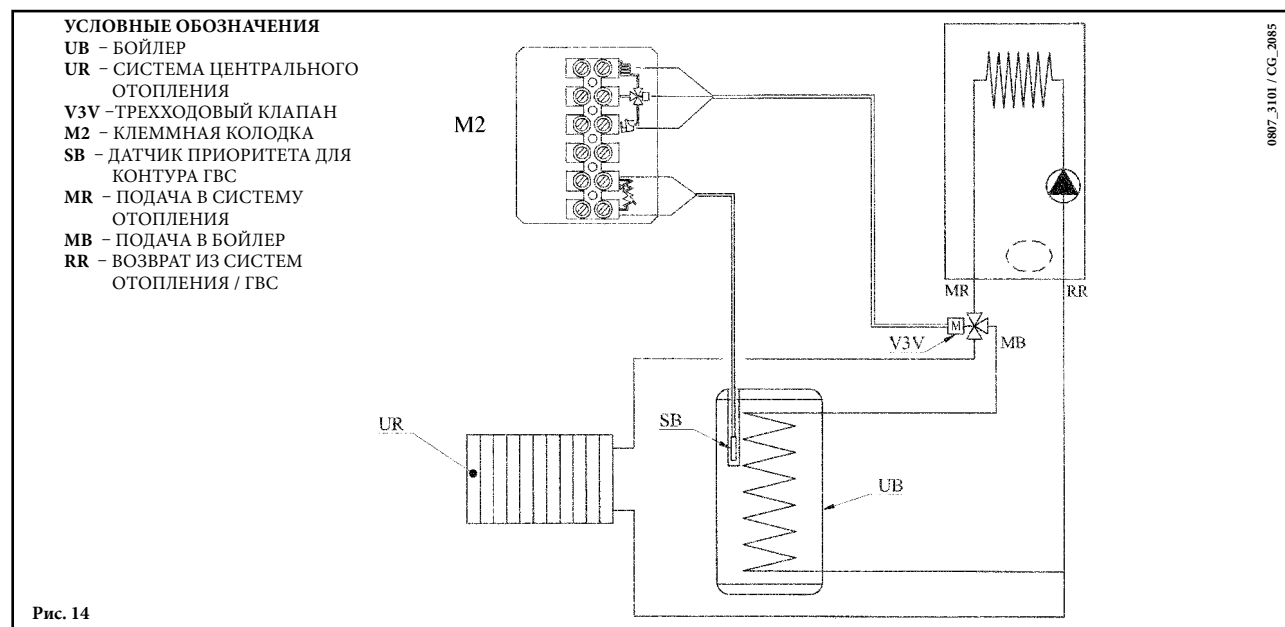 УСЛОВНЫЕ ОБОЗНАЧЕНИЯ
UB – БОЙЛЕР
UR – СИСТЕМА ЦЕНТРАЛЬНОГО
ОТОПЛЕНИЯ
V3V –ТРЕХХОДОВЫЙ КЛАПАН
M2 – КЛЕММНАЯ КОЛОДКА
SB – ДАТЧИК ПРИОРИТЕТА ДЛЯ
КОНТУРА ГВС
MR – ПОДАЧА В СИСТЕМУ
ОТОПЛЕНИЯ
MB – ПОДАЧА В БОЙЛЕР
RR – ВОЗВРАТ ИЗ СИСТЕМ
ОТОПЛЕНИЯ / ГВС
M2
0807_3101 / CG_2085
MR
RR
M
V3V
MB
UR
SB
UB
Рис. 14